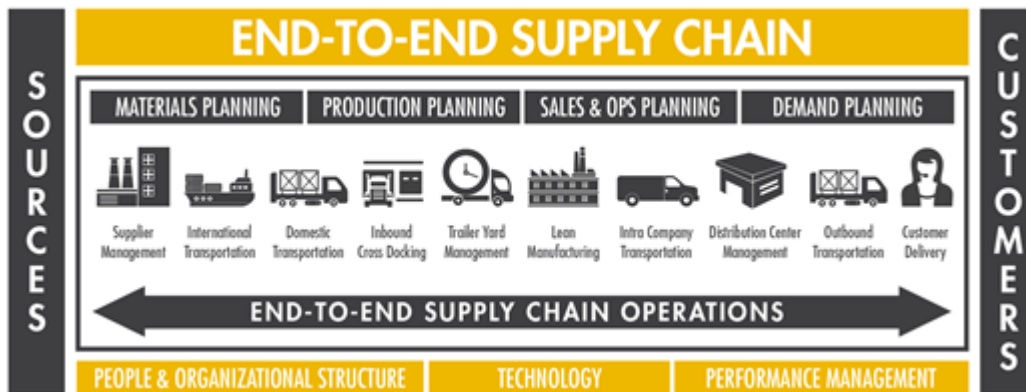 END-TO-END SUPPLY CHAIN
SOURCES
MATERIALS PLANNING
PRODUCTION PLANNING
SALES & OPS PLANNING
DEMAND PLANNING
Supplier
Management
International
Transportation
Domestic
Transportation
Inbound
Cross Docking
Trailer Yard
Management
Lean
Manufacturing
Intra Company
Transportation
Distribution Center
Management
Outbound
Transportation
Customer
Delivery
END-TO-END SUPPLY CHAIN OPERATIONS
CUSTOMERS
PEOPLE & ORGANIZATIONAL STRUCTURE
TECHNOLOGY
PERFORMANCE MANAGEMENT